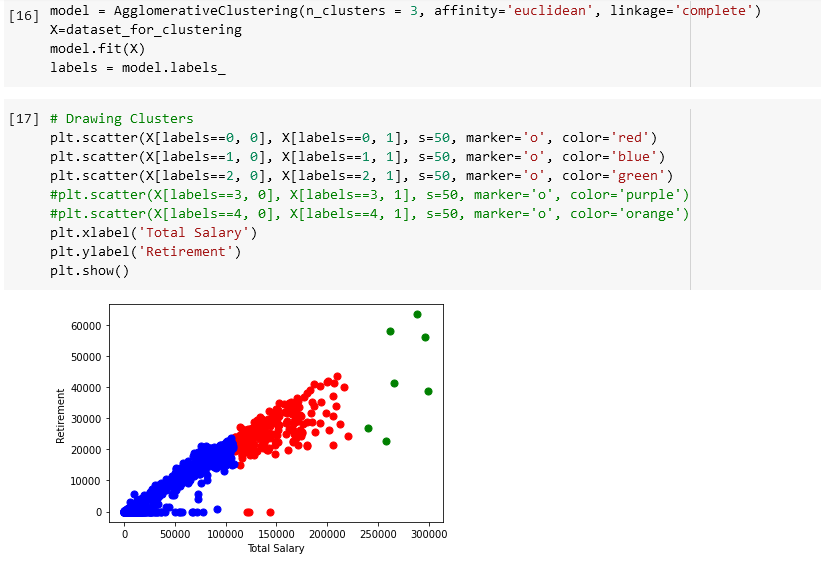 [16] model = AgglomerativeClustering(n_clusters = 3, affinity='euclidean', linkage='complete')
X=dataset_for_clustering
model.fit(X)
labels = model.labels_
[17] # Drawing Clusters
plt.scatter(X[labels==0, 0], X[labels==0, 1], s=50, marker='o', color='red')
plt.scatter(X[labels==1, 0], X[labels==1, 1], s=50, marker='o', color='blue')
plt.scatter(X[labels==2, 0], X[labels==2, 1], s=50, marker='o', color='green')
#plt.scatter(X[labels==3, 0], X[labels==3, 1], s=50, marker='o', color='purple')
#plt.scatter(X[labels==4, 0], X[labels==4, 1], s=50, marker='o', color='orange')
plt.xlabel('Total Salary')
plt.ylabel('Retirement')
plt.show()
60000
50000
40000
30000
20000
10000
0
Retirement
0 50000 100000 150000 200000 250000 300000
Total Salary